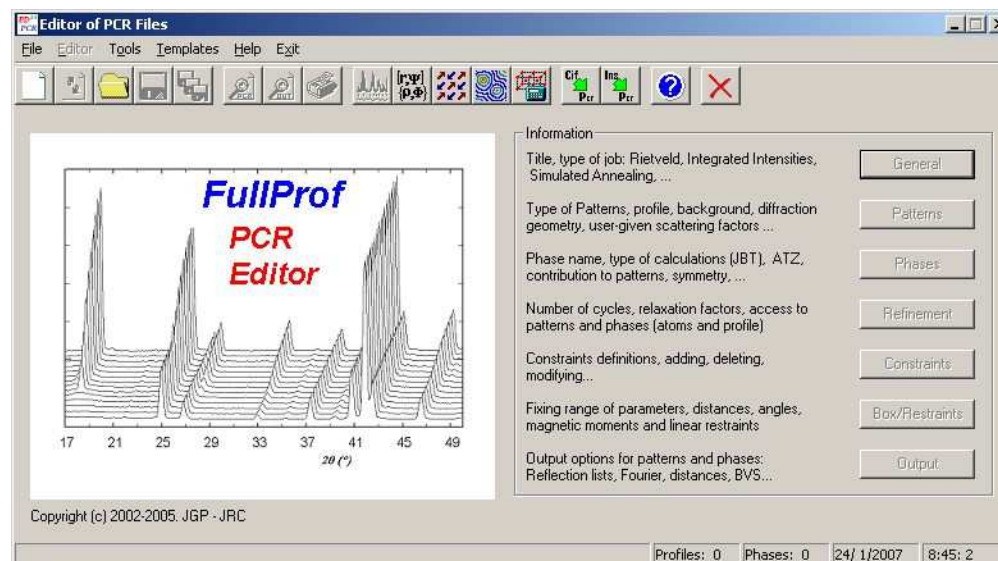 Editor of PCR Files
File Editor Tools Templates Help Exit
PCR OUT [r,Ψ] {ρ,Φ} Cif Pcr Ins Pcr ?
FullProf
PCR
Editor
17 21 25 29 33 37 41 45 49
2θ (°)
Information
Title, type of job: Rietveld, Integrated Intensities,
Simulated Annealing, ...
General
Type of Patterns, profile, background, diffraction
geometry, user-given scattering factors ...
Patterns
Phase name, type of calculations (JBT), ATZ,
contribution to patterns, symmetry, ...
Phases
Number of cycles, relaxation factors, access to
patterns and phases (atoms and profile)
Refinement
Constraints definitions, adding, deleting,
modifying...
Constraints
Fixing range of parameters, distances, angles,
magnetic moments and linear restraints
Box/Restraints
Output options for patterns and phases:
Reflection lists, Fourier, distances, BVS...
Output
Copyright (c) 2002-2005. JGP - JRC
Profiles: 0 Phases: 0 24/ 1/2007 8:45: 2